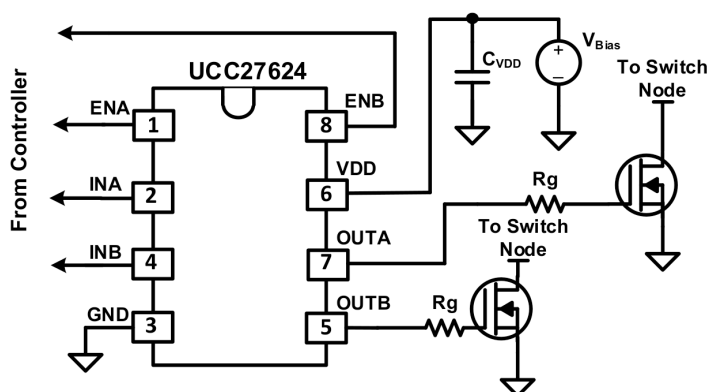 From Controller
UCC27624
ENA
1
INA
2
INB
4
GND
3
ENB
8
VDD
6
OUTA
7
OUTB
5
CVDD
+
–
VBias
To Switch
Node
Rg
To Switch
Node
Rg